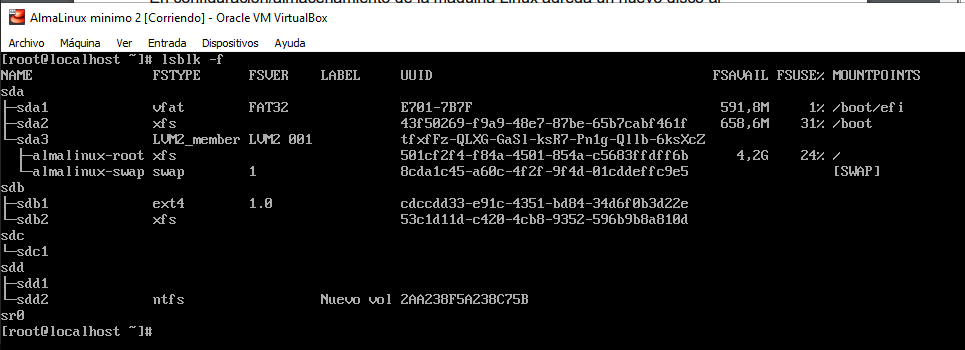 En configuración/almacenamiento de la máquina Linux agrega un nuevo disco al
AlmaLinux minimo 2 [Corriendo] - Oracle VM VirtualBox
Archivo Máquina Ver Entrada Dispositivos Ayuda
[root@localhost ~]# lsblk -f
NAME FSTYPE FSVER LABEL UUID FSAVAIL FSUSE% MOUNTPOINTS
sda
├─sda1 vfat FAT32 E701-7B7F 591,8M 1% /boot/efi
├─sda2 xfs 43f50269-f9a9-48e7-87be-65b7cabf461f 658,6M 31% /boot
└─sda3 LVM2_member LVM2 001 tfxfFz-QLXG-GaSl-ksR7-Pn1g-Qllb-6ksXcZ
├─almalinux-root xfs 501cf2f4-f84a-4501-854a-c5683ffdff6b 4,2G 24% /
└─almalinux-swap swap 1 8cda1c45-a60c-4f2f-9f4d-01cddeffc9e5 [SWAP]
sdb
├─sdb1 ext4 1.0 cdccdd33-e91c-4351-bd84-34d6f0b3d22e
└─sdb2 xfs 53c1d11d-c420-4cb8-9352-596b9b8a810d
sdc
└─sdc1
sdd
├─sdd1
└─sdd2 ntfs Nuevo vol 2AA238F5A238C75B
sr0
[root@localhost ~]#